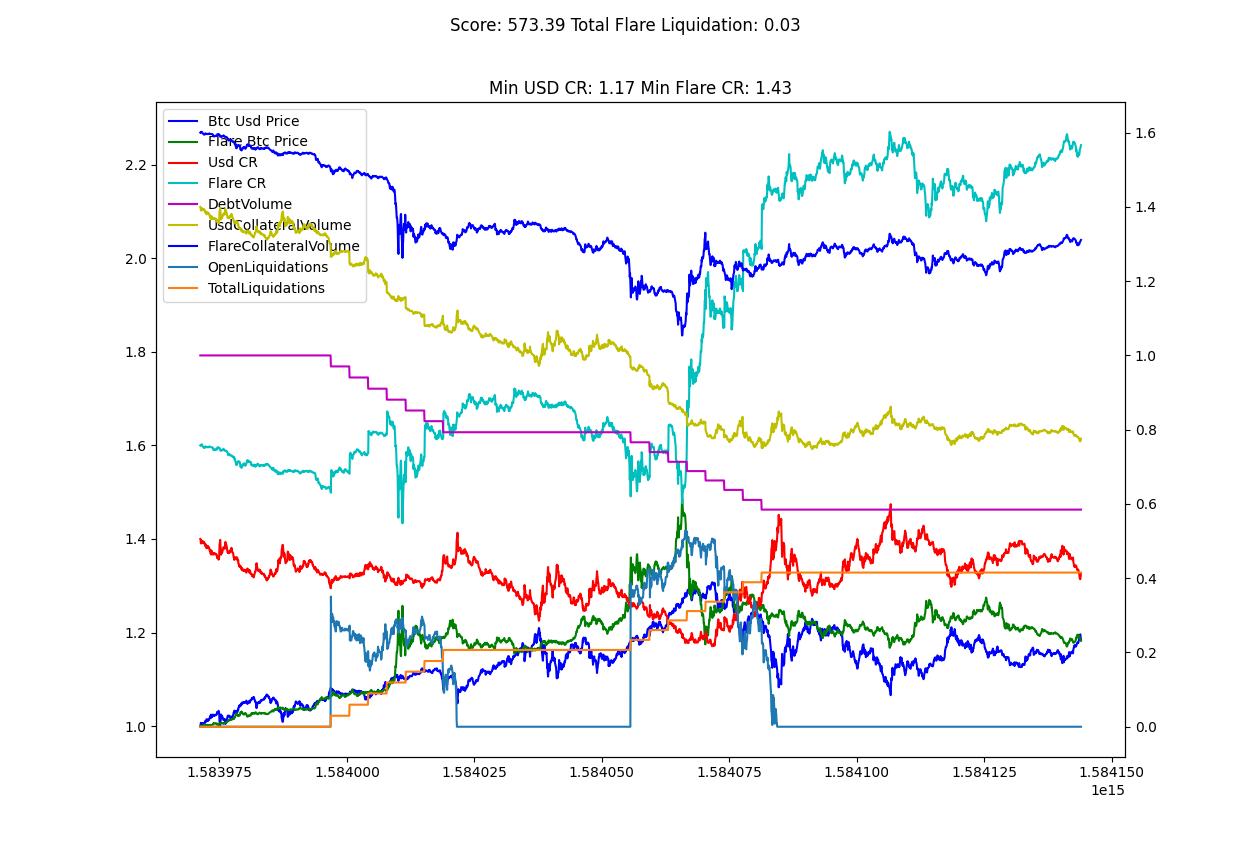 Score: 573.39 Total Flare Liquidation: 0.03
Min USD CR: 1.17 Min Flare CR: 1.43
Btc Usd Price
Flare Btc Price
Usd CR
Flare CR
DebtVolume
UsdCollateralVolume
FlareCollateralVolume
OpenLiquidations
TotalLiquidations
2.2
2.0
1.8
1.6
1.4
1.2
1.0
1.6
1.4
1.2
1.0
0.8
0.6
0.4
0.2
0.0
1.583975
1.584000
1.584025
1.584050
1.584075
1.584100
1.584125
1.584150
1e15